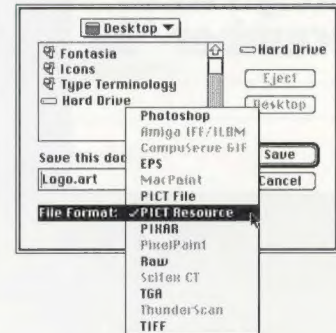 Desktop
Fontasia
Icons
Type Terminology
Hard Drive
Hard Drive
Eject
Desktop
Save this doc
Logo.art
Save
Cancel
File Format: ✓PICT Resource
Photoshop
Amiga IFF/ILBM
CompuServe GIF
EPS
MacPaint
PICT File
PIXAR
PixelPaint
Raw
Scitex CT
TGA
ThunderScan
TIFF